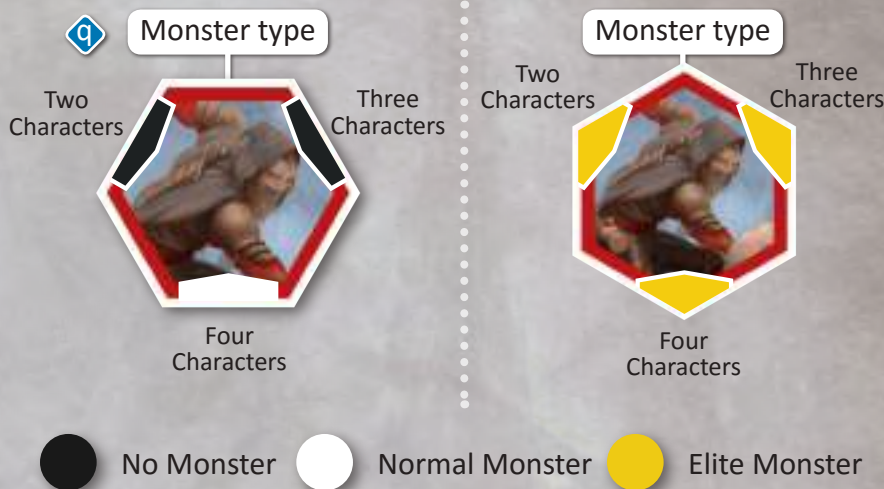 q
Monster type
Two
Characters
Three
Characters
Four
Characters
Monster type
Two
Characters
Three
Characters
Four
Characters
No Monster
Normal Monster
Elite Monster